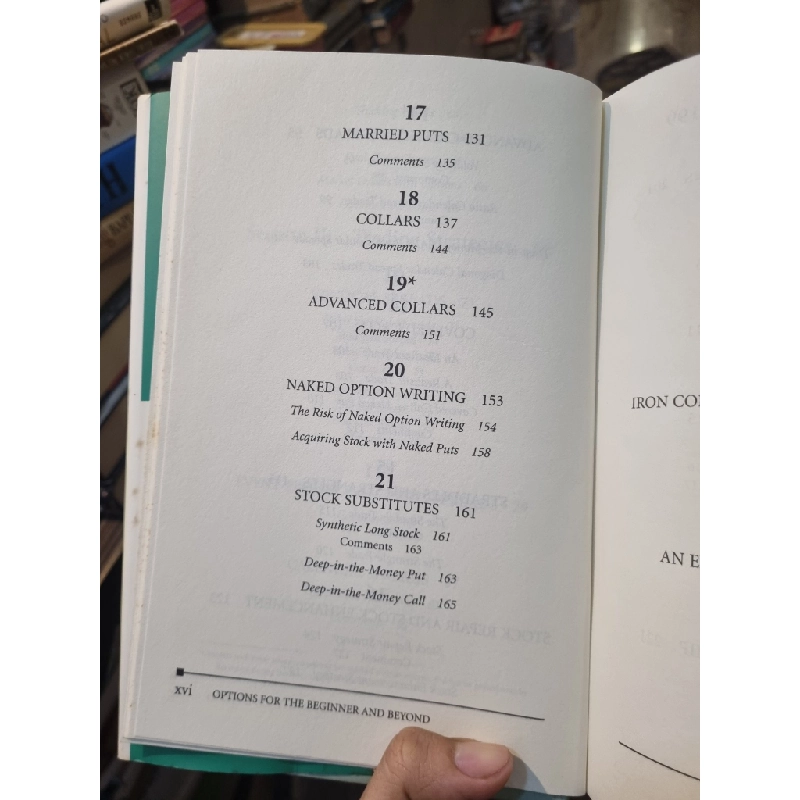 17
MARRIED PUTS 131
Comments 135
18
COLLARS 137
Comments 144
19*
ADVANCED COLLARS 145
Comments 151
20
NAKED OPTION WRITING 153
The Risk of Naked Option Writing 154
Acquiring Stock with Naked Puts 158
21
STOCK SUBSTITUTES 161
Synthetic Long Stock 161
Comments 163
Deep-in-the-Money Put 163
Deep-in-the-Money Call 165
xvi OPTIONS FOR THE BEGINNER AND BEYOND
IRON
AN